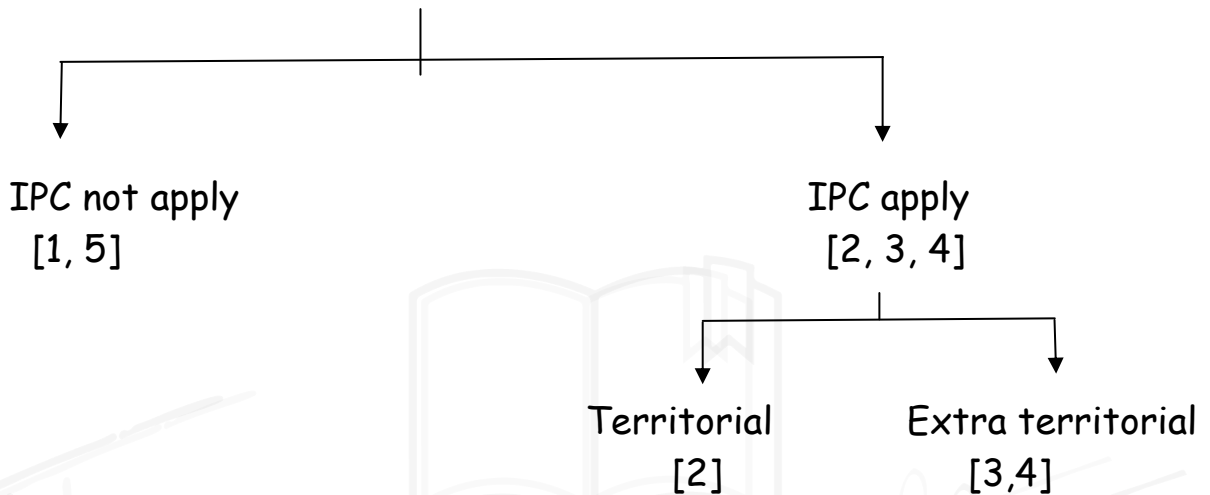 IPC not apply
[1, 5]
IPC apply
[2, 3, 4]
Territorial
[2]
Extra territorial
[3,4]